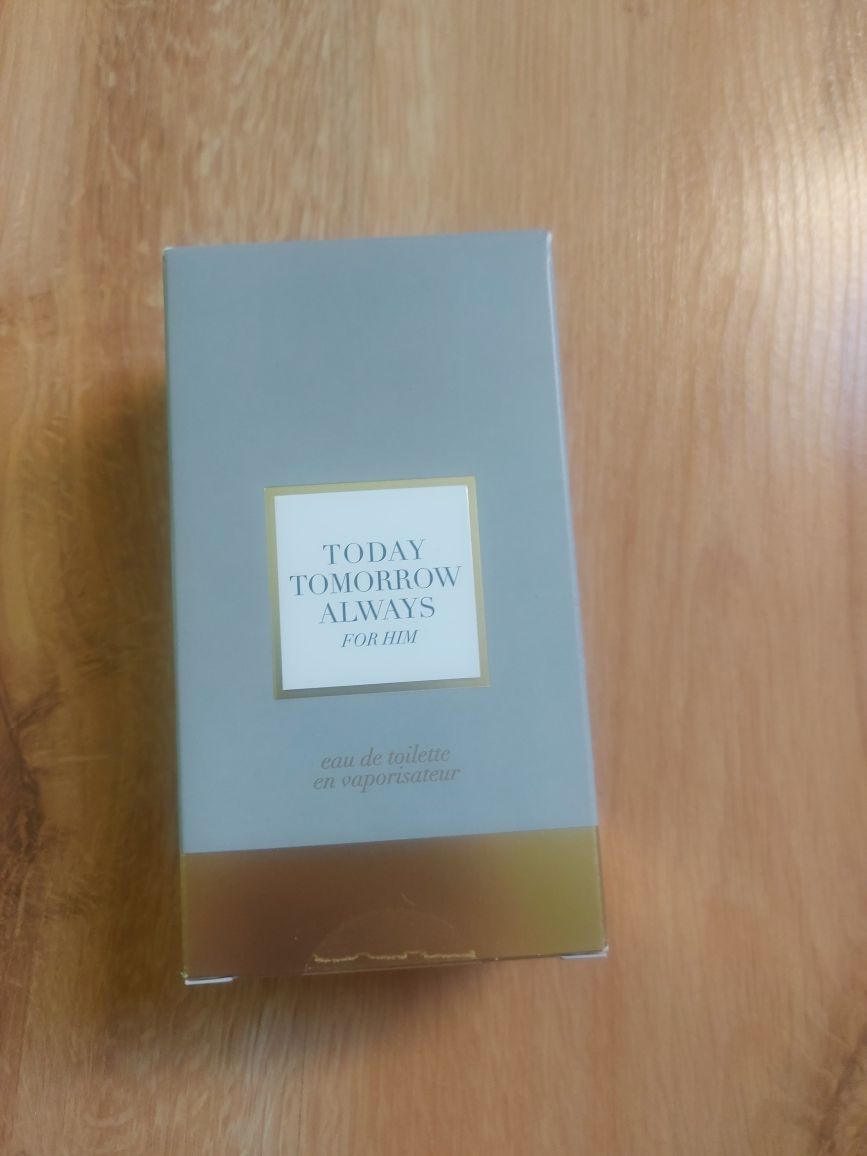 TODAY
TOMORROW
ALWAYS
FOR HIM
eau de toilette
en vaporisateur